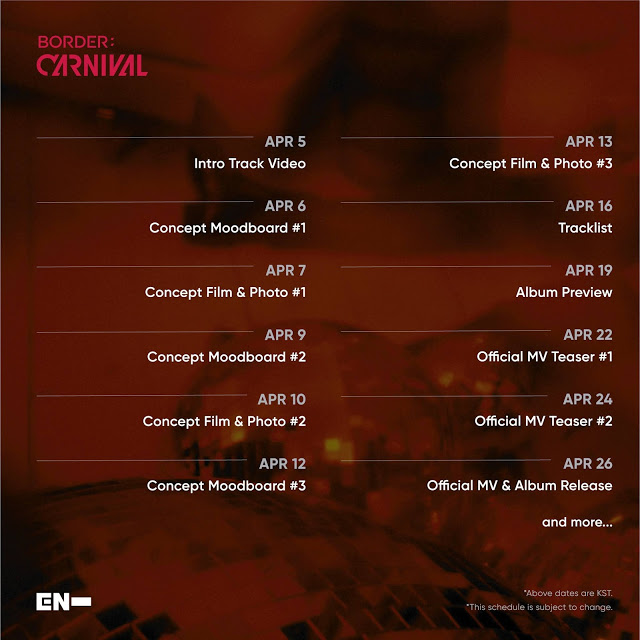 BORDER:
CARNIVAL
APR 5
Intro Track Video
APR 6
Concept Moodboard #1
APR 7
Concept Film & Photo #1
APR 9
Concept Moodboard #2
APR 10
Concept Film & Photo #2
APR 12
Concept Moodboard #3
APR 13
Concept Film & Photo #3
APR 16
Tracklist
APR 19
Album Preview
APR 22
Official MV Teaser #1
APR 24
Official MV Teaser #2
APR 26
Official MV & Album Release
and more...
EN-
*Above dates are KST.
*This schedule is subject to change.